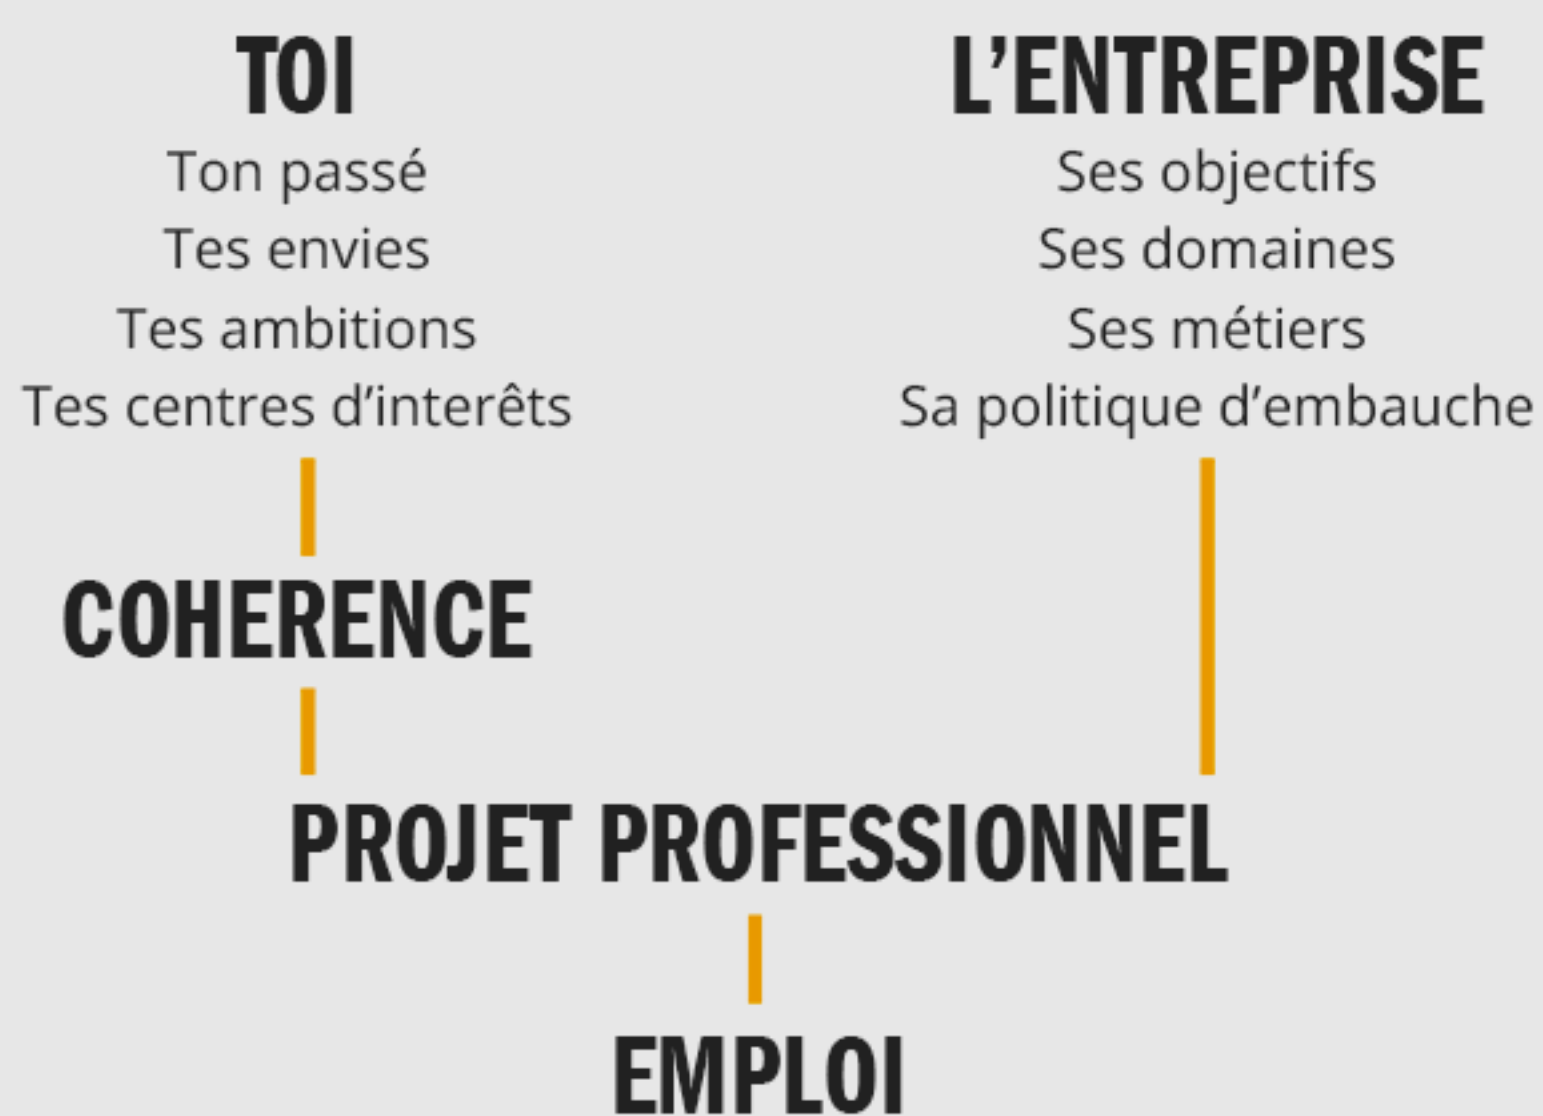 TOI
Ton passé
Tes envies
Tes ambitions
Tes centres d’interêts
L’ENTREPRISE
Ses objectifs
Ses domaines
Ses métiers
Sa politique d’embauche
COHERENCE
PROJET PROFESSIONNEL
EMPLOI